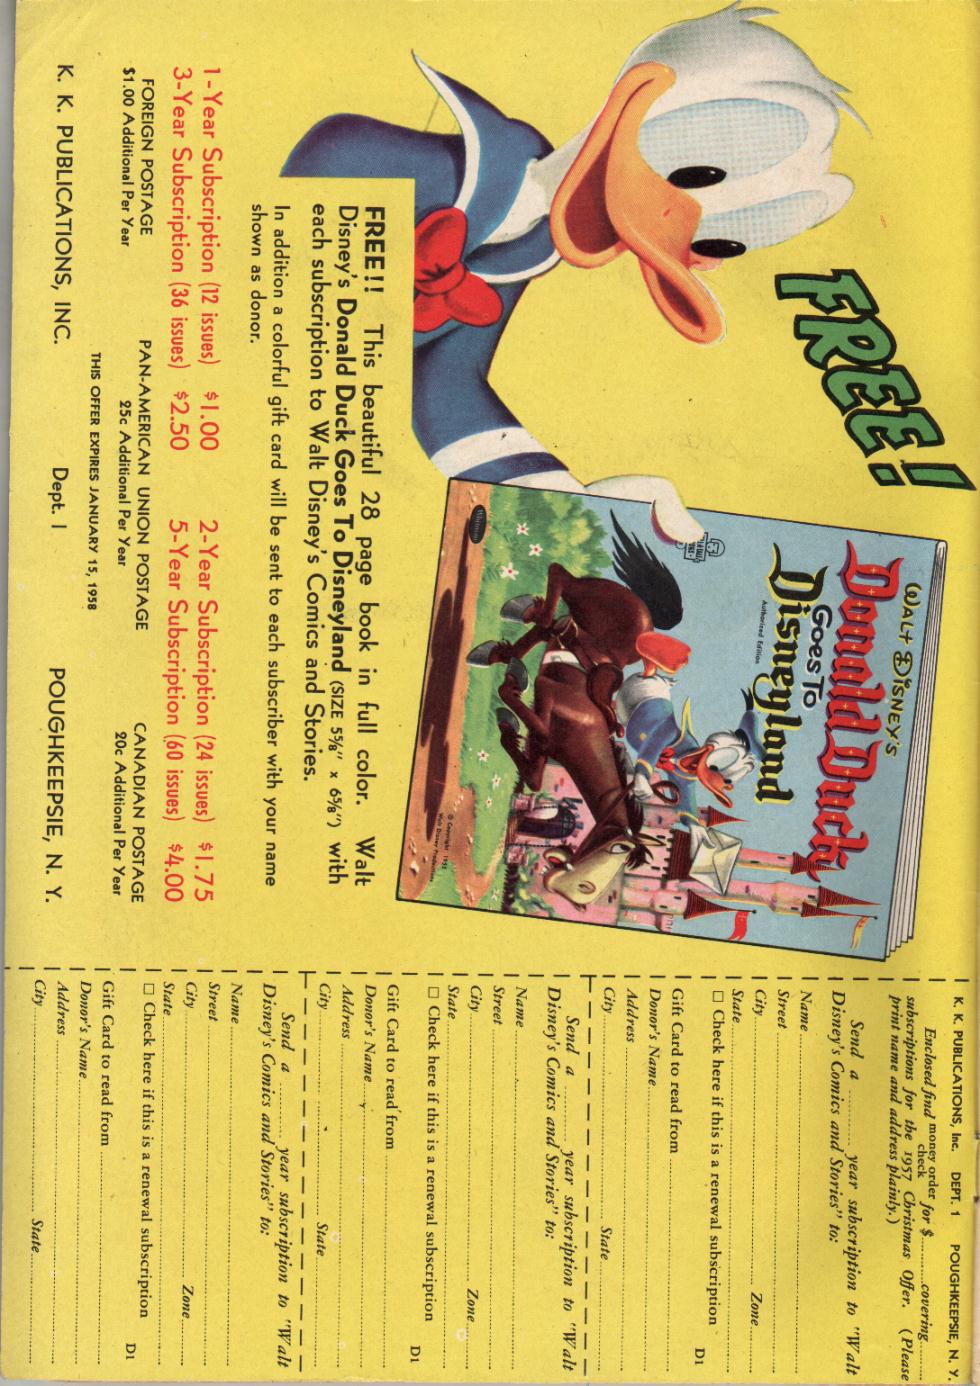 FREE!
WALT DISNEY'S
Donald Duck
GOES TO
Disneyland
Authorized Edition
Whitman
© Copyright 1955
Walt Disney Productions
FREE!! This beautiful 28 page book in full color. Walt
Disney's Donald Duck Goes To Disneyland (SIZE 5⅝" x 6⅝") with
each subscription to Walt Disney's Comics and Stories.
In addition a colorful gift card will be sent to each subscriber with your name
shown as donor.
1-Year Subscription (12 issues) $1.00 2-Year Subscription (24 issues) $1.75
3-Year Subscription (36 issues) $2.50 5-Year Subscription (60 issues) $4.00
FOREIGN POSTAGE PAN-AMERICAN UNION POSTAGE CANADIAN POSTAGE
$1.00 Additional Per Year 25c Additional Per Year 20c Additional Per Year
THIS OFFER EXPIRES JANUARY 15, 1958
K. K. PUBLICATIONS, INC. Dept. 1 POUGHKEEPSIE, N. Y.
K. K. PUBLICATIONS, Inc. DEPT. 1 POUGHKEEPSIE, N. Y.
Enclosed find money order check for $.......... covering..........
subscriptions for the 1957 Christmas Offer. (Please
print name and address plainly.)
Send a .......... year subscription to "Walt
Disney's Comics and Stories" to:
Name
Street
City .......... Zone
State
☐ Check here if this is a renewal subscription D1
Gift Card to read from
Donor's Name
Address
City .......... State
Send a .......... year subscription to "Walt
Disney's Comics and Stories" to:
Name
Street
City .......... Zone
State
☐ Check here if this is a renewal subscription D1
Gift Card to read from
Donor's Name
Address
City .......... State
Send a .......... year subscription to "Walt
Disney's Comics and Stories" to:
Name
Street
City .......... Zone
State
☐ Check here if this is a renewal subscription D1
Gift Card to read from
Donor's Name
Address
City .......... State